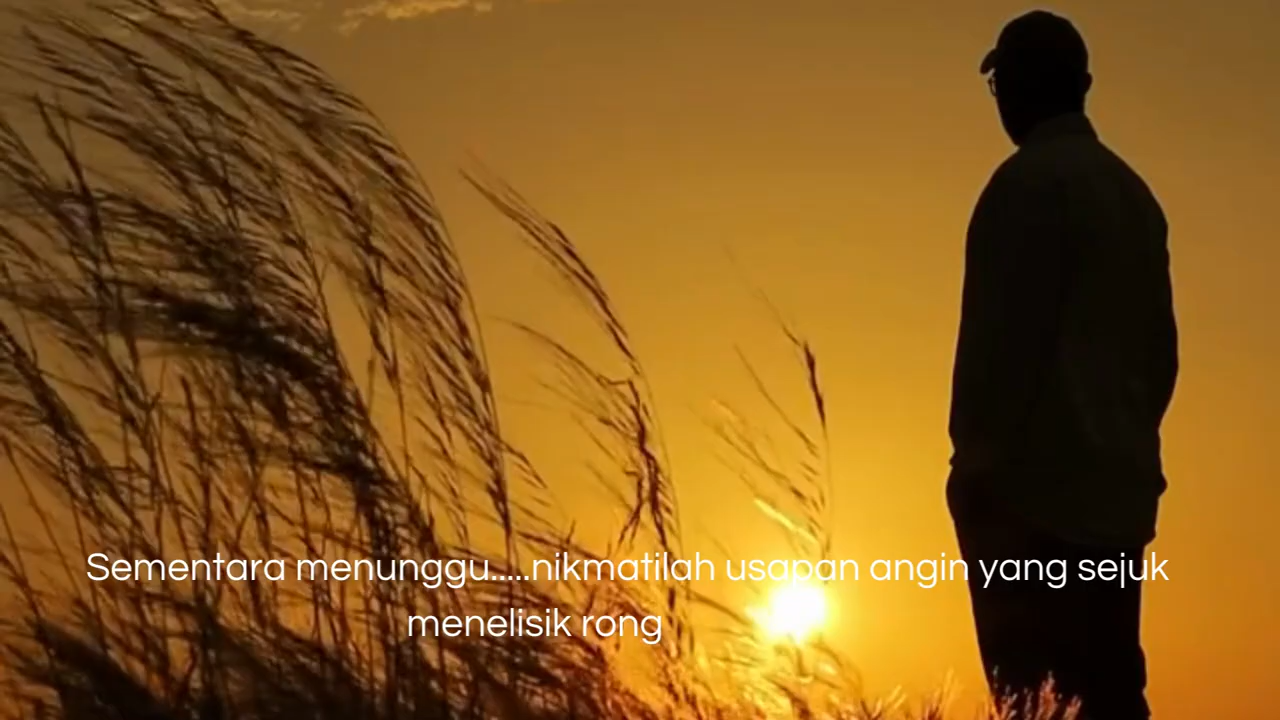 Sementara menunggu.....nikmatilah usapan angin yang sejuk
menelisik rong